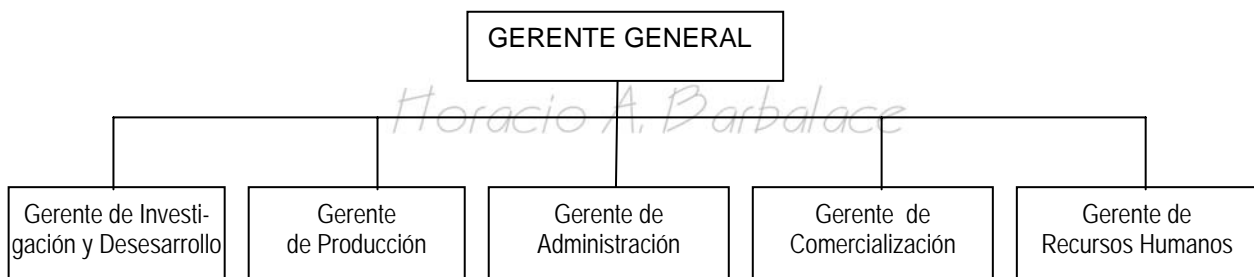 GERENTE GENERAL
Horacio A. Barbalace
Gerente de Investi-
gación y Desesarrollo
Gerente
de Producción
Gerente de
Administración
Gerente de
Comercialización
Gerente de
Recursos Humanos